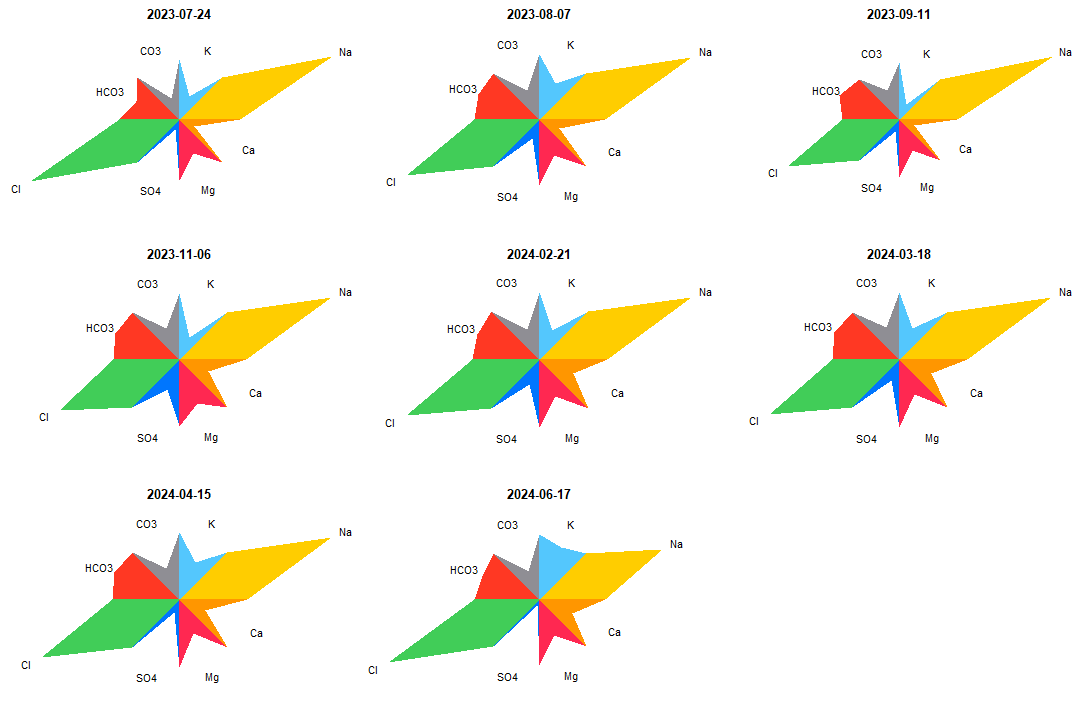 2023-07-24
CO3
K
Na
HCO3
Ca
Cl
SO4
Mg
2023-08-07
CO3
K
Na
HCO3
Ca
Cl
SO4
Mg
2023-09-11
CO3
K
Na
HCO3
Ca
Cl
SO4
Mg
2023-11-06
CO3
K
Na
HCO3
Ca
Cl
SO4
Mg
2024-02-21
CO3
K
Na
HCO3
Ca
Cl
SO4
Mg
2024-03-18
CO3
K
Na
HCO3
Ca
Cl
SO4
Mg
2024-04-15
CO3
K
Na
HCO3
Ca
Cl
SO4
Mg
2024-06-17
CO3
K
Na
HCO3
Ca
Cl
SO4
Mg